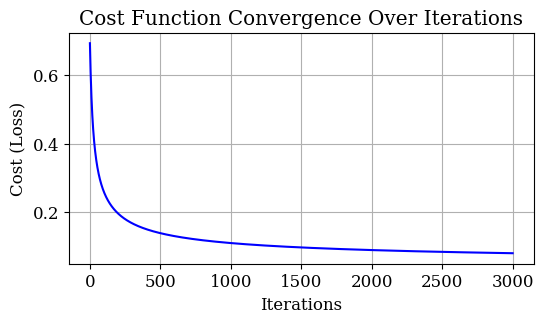 Cost Function Convergence Over Iterations
Cost (Loss)
0.6
0.4
0.2
0 500 1000 1500 2000 2500 3000
Iterations